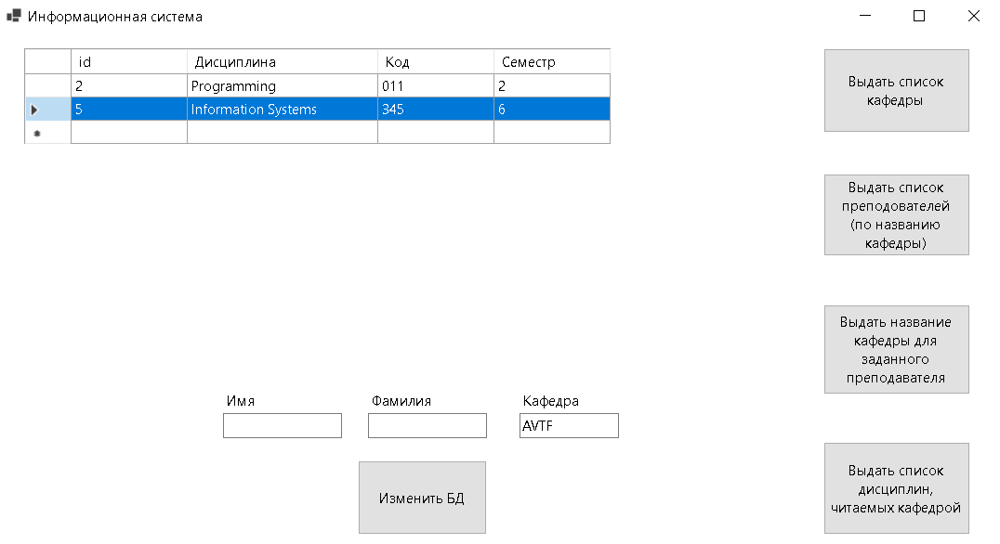 Информационная система
id Дисциплина Код Семестр
2 Programming 011 2
5 Information Systems 345 6
Выдать список
кафедры
Выдать список
преподователей
(по названию
кафедры)
Выдать название
кафедры для
заданного
преподавателя
Имя Фамилия Кафедра
AVTF
Изменить БД
Выдать список
дисциплин,
читаемых кафедрой